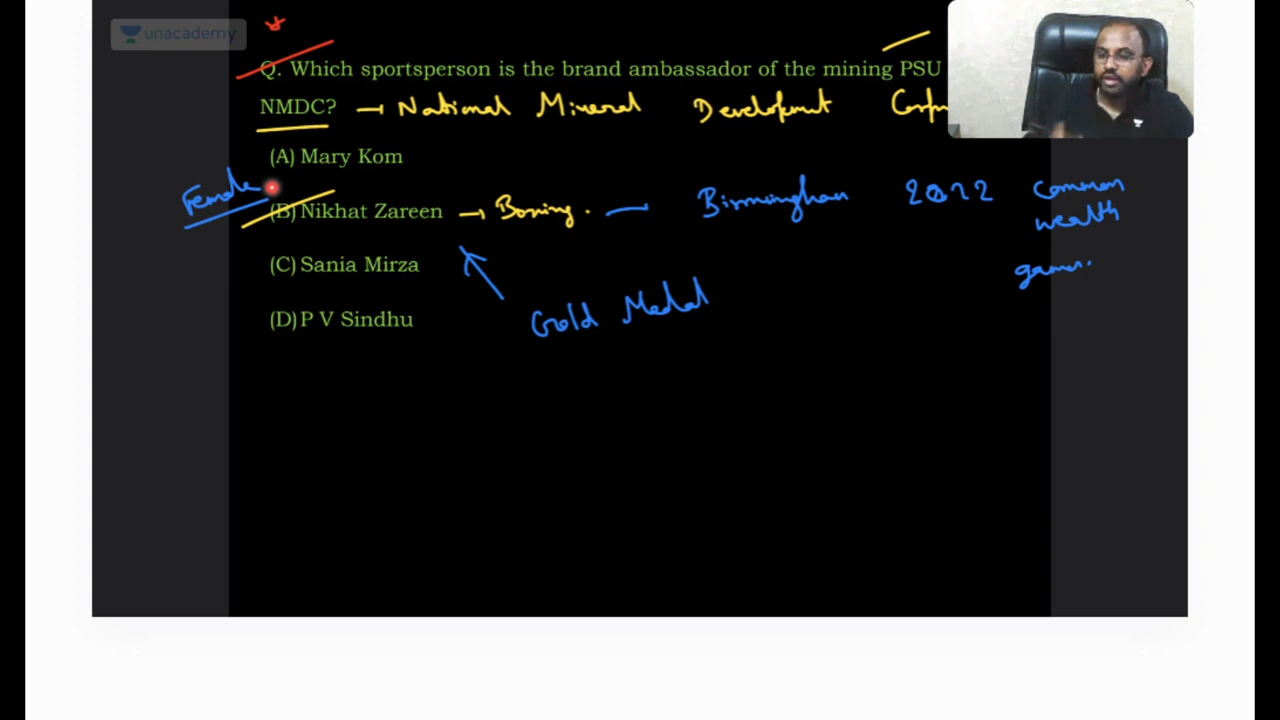 unacademy
Q. Which sportsperson is the brand ambassador of the mining PSU
NMDC? → National Mineral Development
(A) Mary Kom
Female
(B) Nikhat Zareen → Boxing. — Birmingham 2022 Common
wealth
games.
(C) Sania Mirza
Gold Medal
(D) P V Sindhu